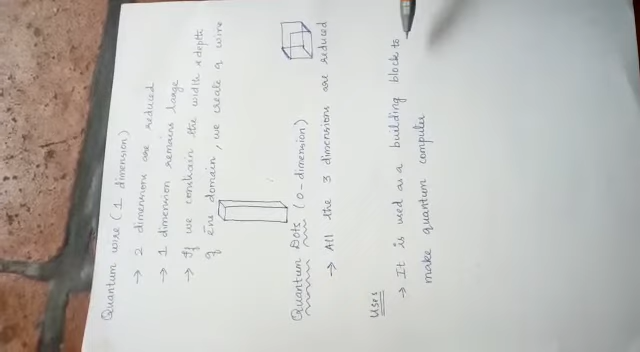 Quantum wire (1 dimension)
→ 2 dimensions are reduced
→ 1 dimension remains large
→ If we constrain the width & depth
of the domain, we create a wire
Quantum Dots (0-dimension)
→ All the 3 dimensions are reduced
Uses
→ It is used as a building block to
make quantum computer